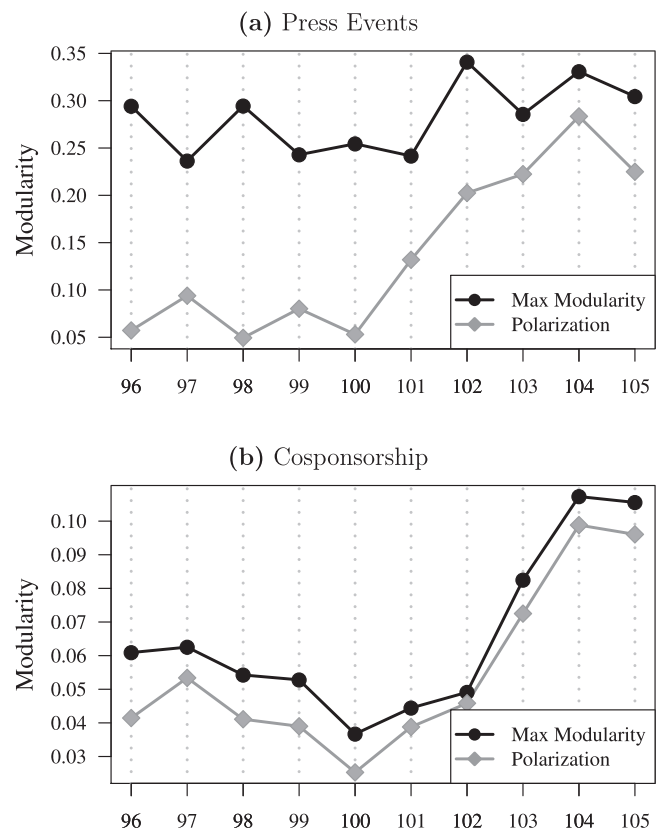 (a) Press Events
0.35
0.30
0.25
0.20
0.15
0.10
0.05
Modularity
Max Modularity
Polarization
96 97 98 99 100 101 102 103 104 105
(b) Cosponsorship
0.10
0.09
0.08
0.07
0.06
0.05
0.04
0.03
Modularity
Max Modularity
Polarization
96 97 98 99 100 101 102 103 104 105